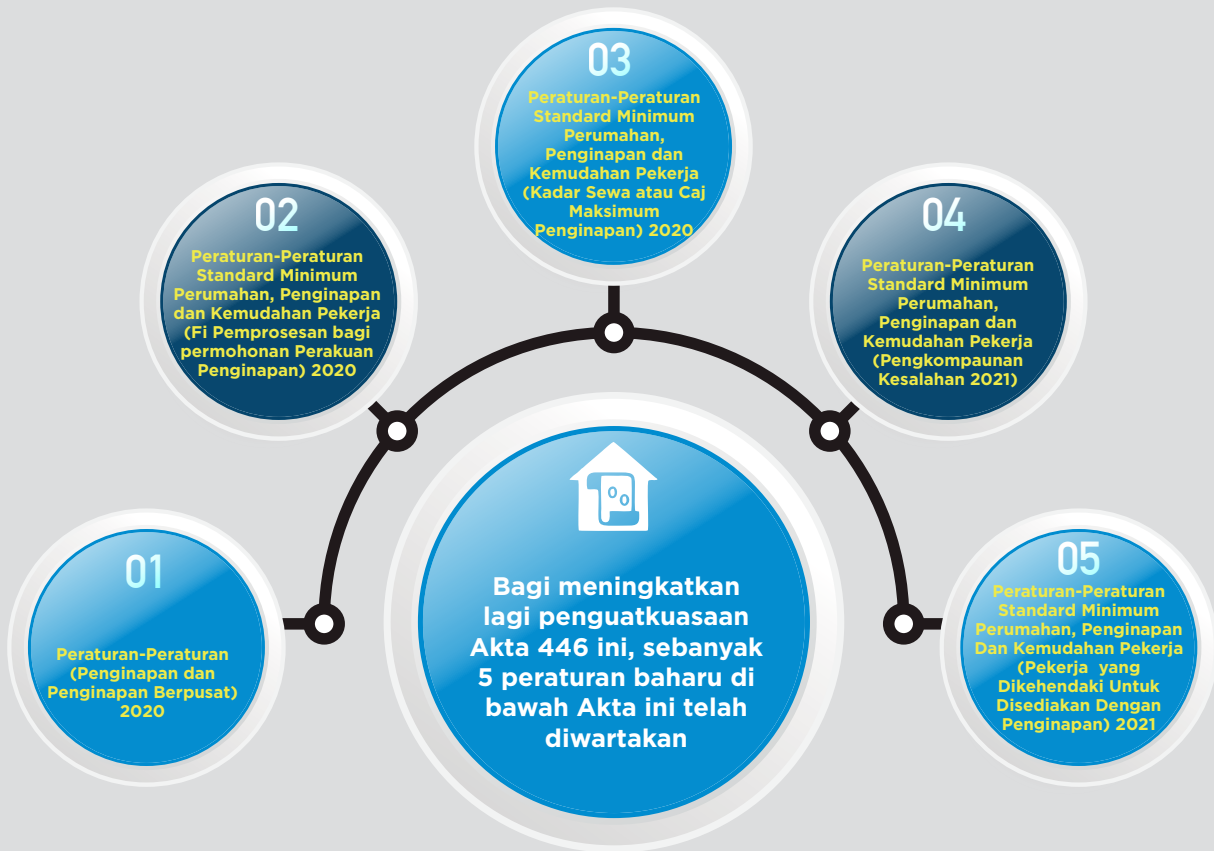 01
Peraturan-Peraturan
(Penginapan dan
Penginapan Berpusat)
2020
02
Peraturan-Peraturan
Standard Minimum
Perumahan, Penginapan
dan Kemudahan Pekerja
(Fi Pemprosesan bagi
permohonan Perakuan
Penginapan) 2020
03
Peraturan-Peraturan
Standard Minimum
Perumahan,
Penginapan dan
Kemudahan Pekerja
(Kadar Sewa atau Caj
Maksimum
Penginapan) 2020
04
Peraturan-Peraturan
Standard Minimum
Perumahan,
Penginapan dan
Kemudahan Pekerja
(Pengkompaunan
Kesalahan 2021)
05
Peraturan-Peraturan
Standard Minimum
Perumahan, Penginapan
Dan Kemudahan Pekerja
(Pekerja yang
Dikehendaki Untuk
Disediakan Dengan
Penginapan) 2021
Bagi meningkatkan
lagi penguatkuasaan
Akta 446 ini, sebanyak
5 peraturan baharu di
bawah Akta ini telah
diwartakan